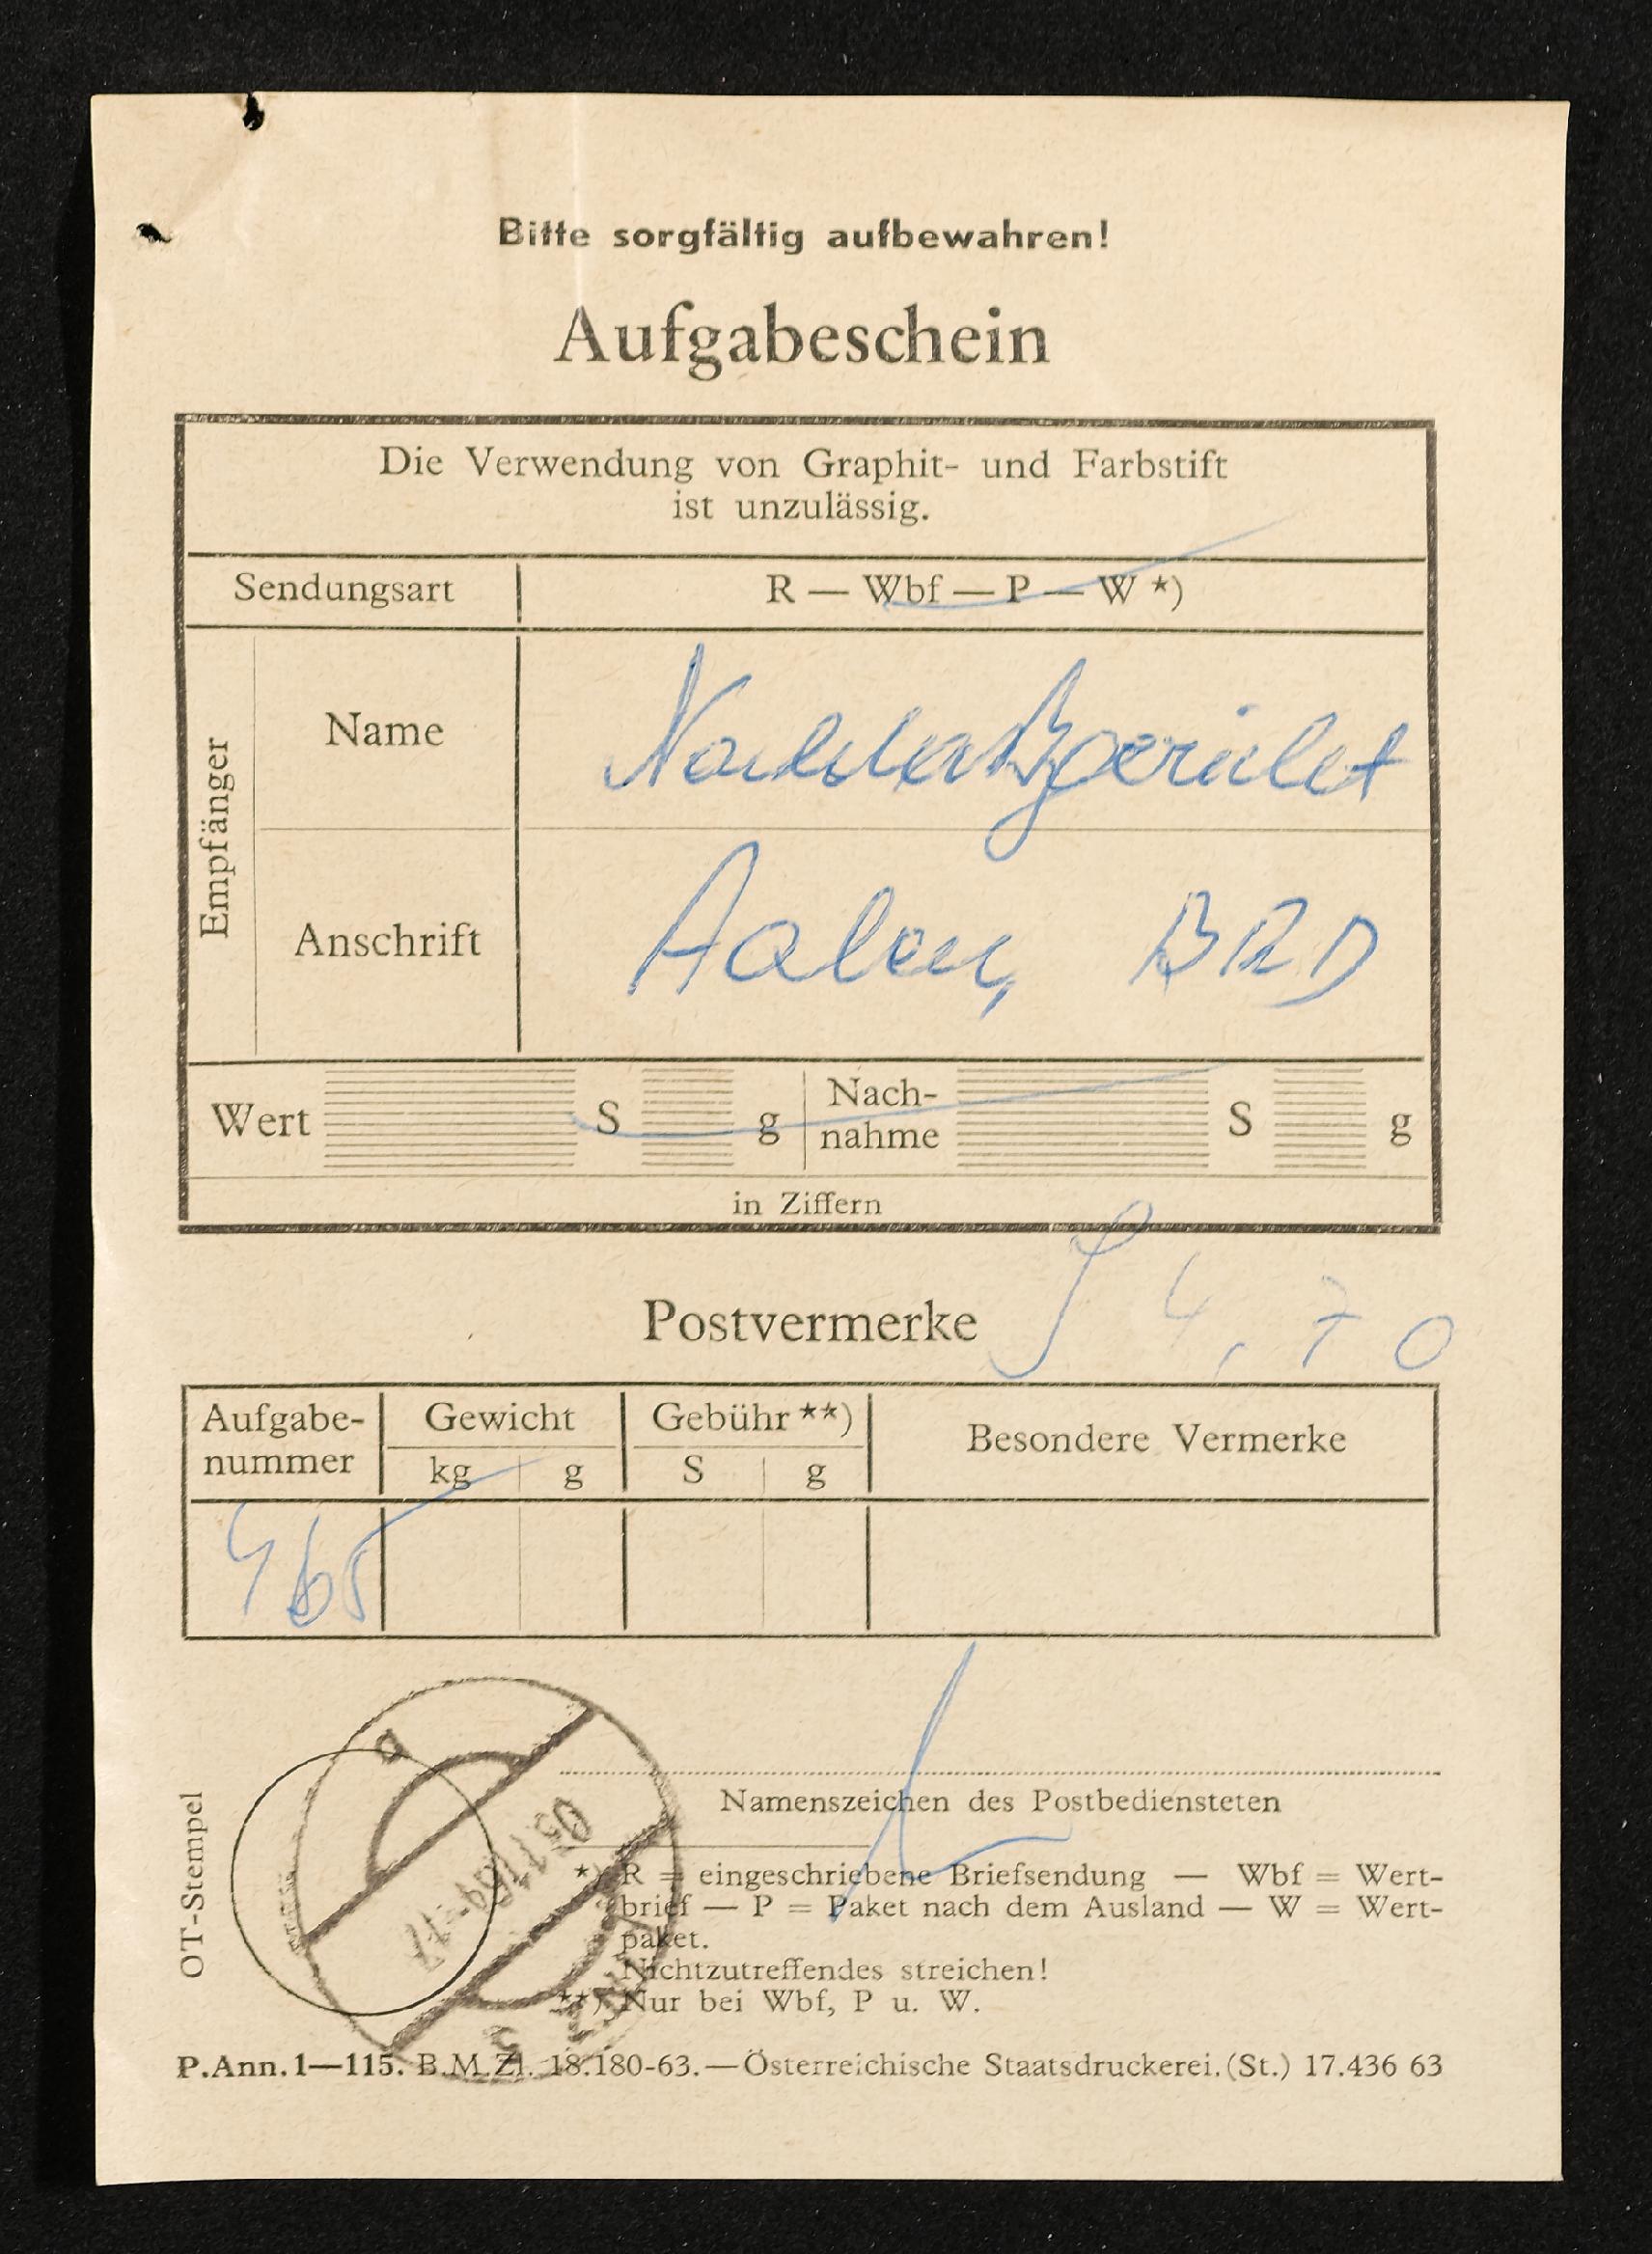 Bitte sorgfältig aufbewahren!
Aufgabeschein
Die Verwendung von Graphit- und Farbstift
ist unzulässig.
Sendungsart R — Wbf — P — W *)
Empfänger
Name Nachlaßgericht
Anschrift Aalen, BRD
Wert S g Nach-
nahme S g
in Ziffern
S 4,70
Postvermerke
Aufgabe-
nummer
Gewicht
kg g
Gebühr **)
S g
Besondere Vermerke
465
OT-Stempel
Namenszeichen des Postbediensteten
*) R = eingeschriebene Briefsendung — Wbf = Wert-
brief — P = Paket nach dem Ausland — W = Wert-
paket.
Nichtzutreffendes streichen!
**) Nur bei Wbf, P u. W.
P.Ann.1—115. B.M.Zl. 18.180-63.—Österreichische Staatsdruckerei.(St.) 17.436 63